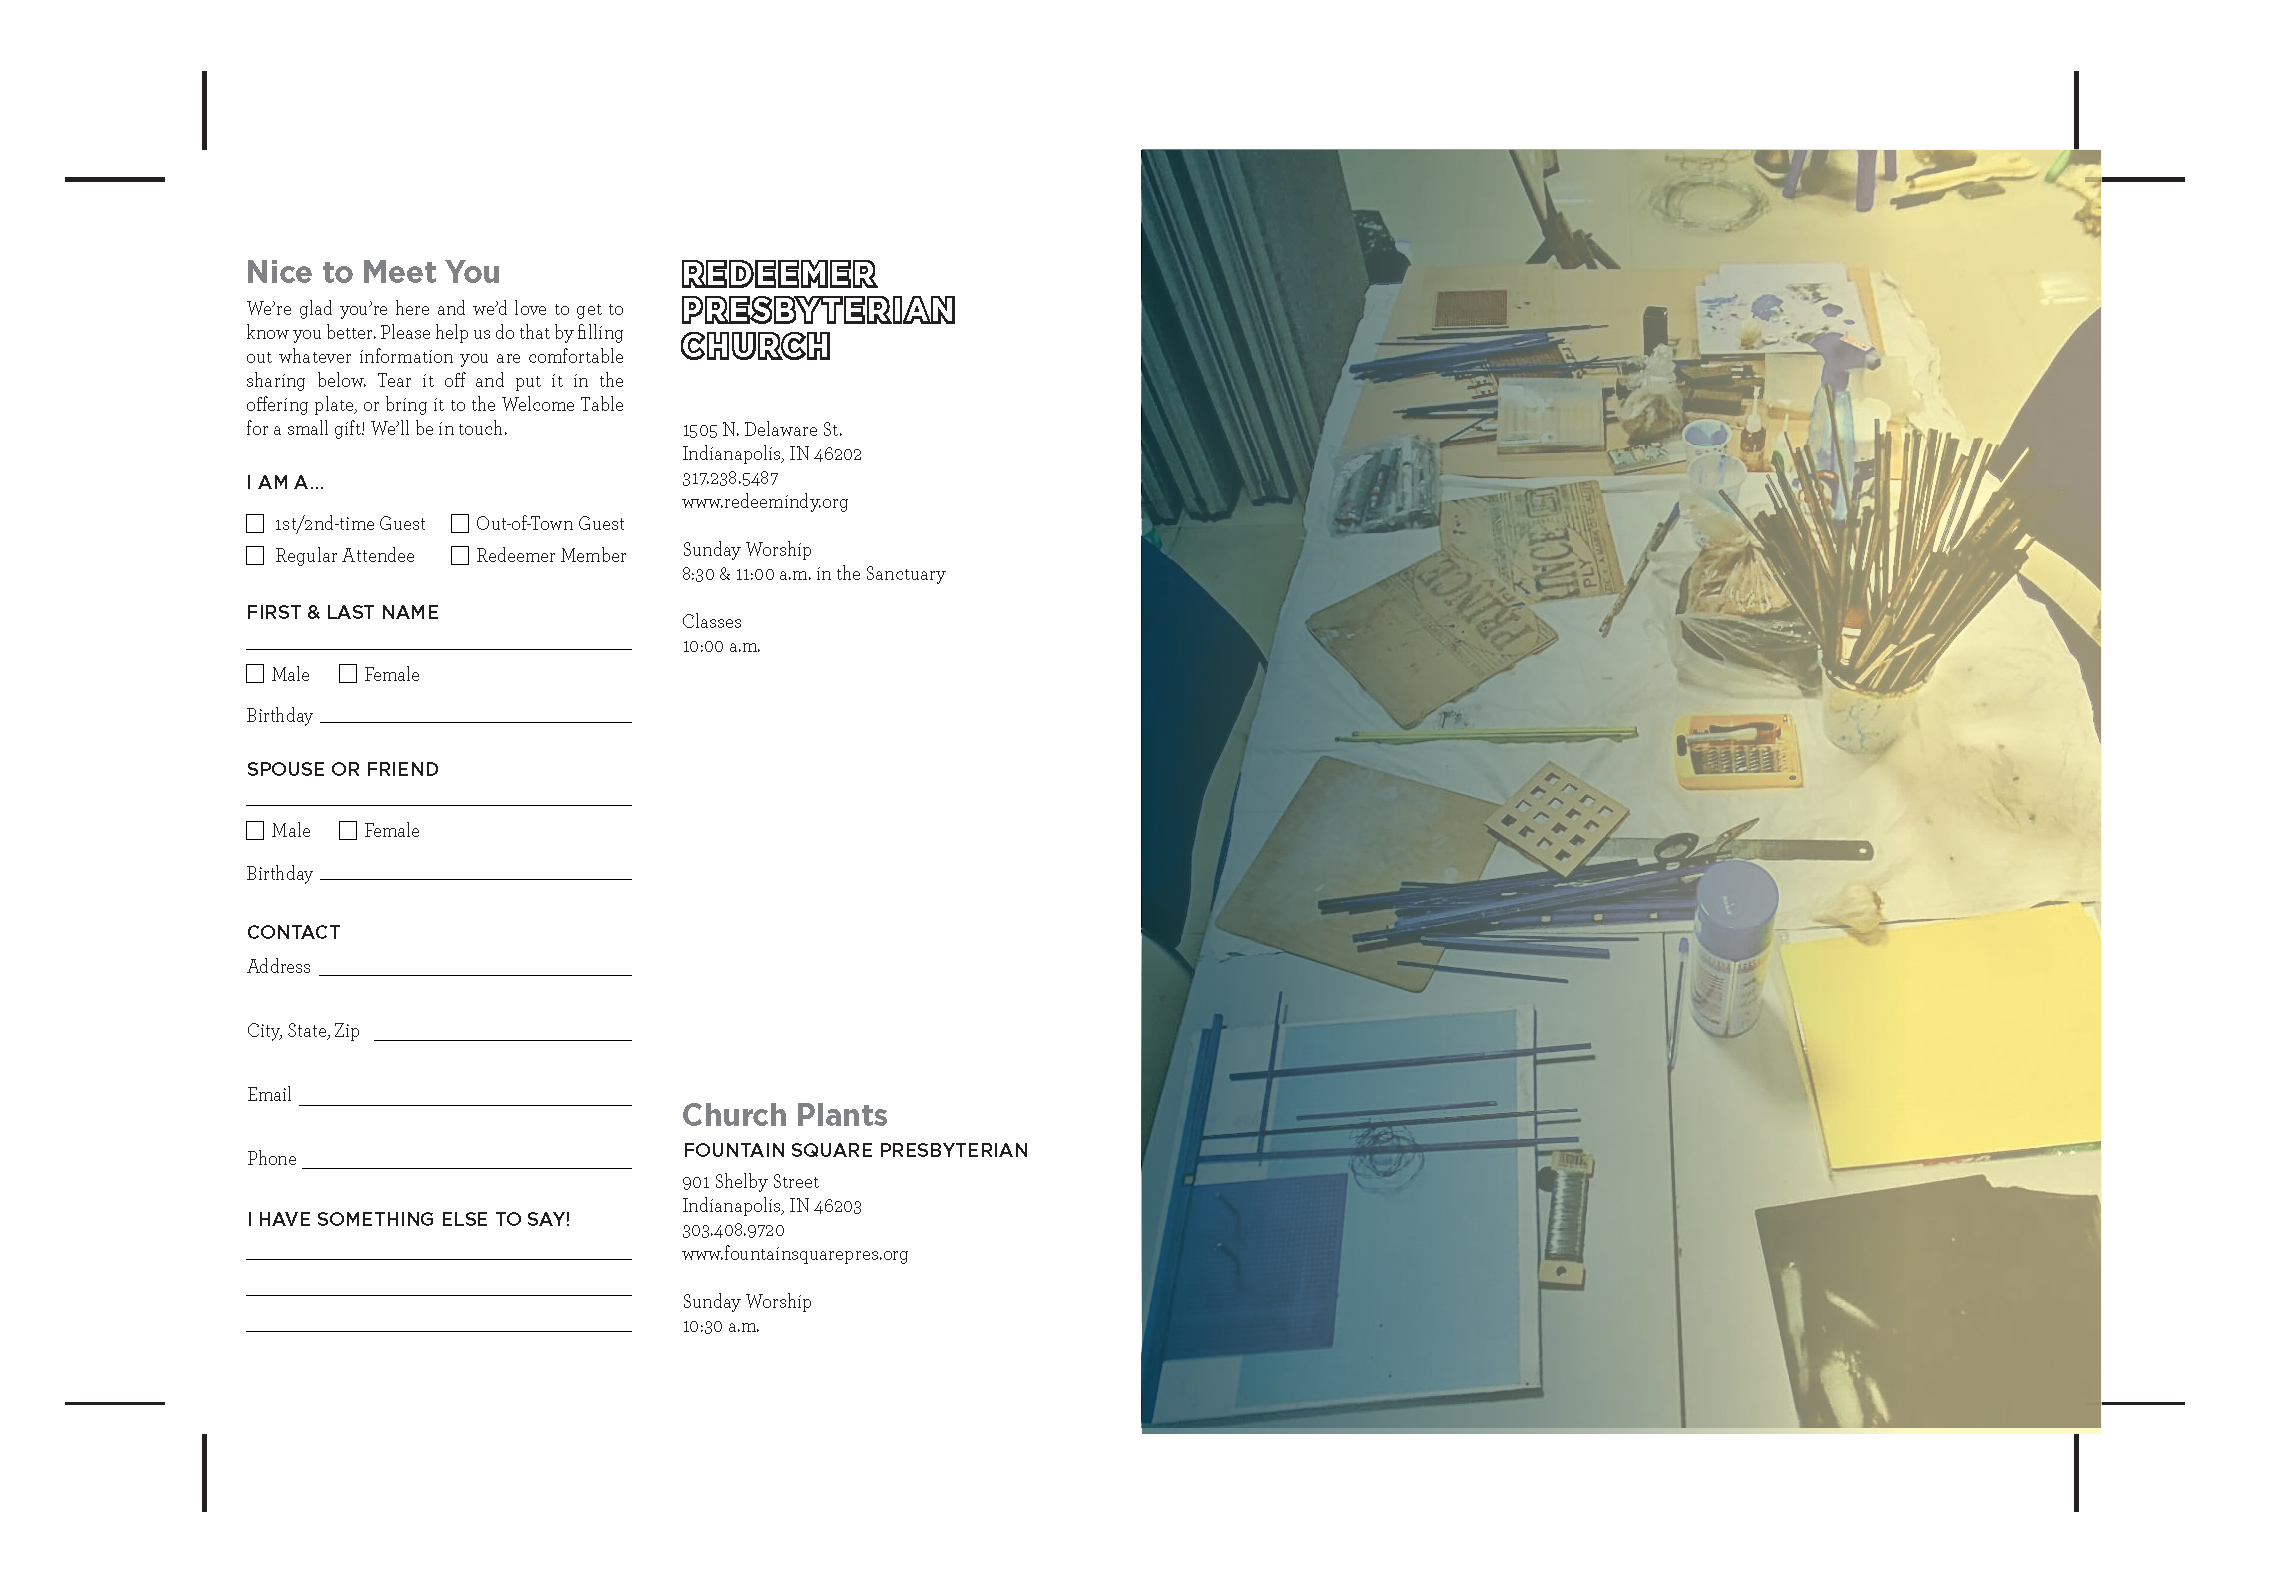 Nice to Meet You
We're glad you're here and we'd love to get to
know you better. Please help us do that by filling
out whatever information you are comfortable
sharing below. Tear it off and put it in the
offering plate, or bring it to the Welcome Table
for a small gift! We'll be in touch.
I AM A...
1st/2nd-time Guest Out-of-Town Guest
Regular Attendee Redeemer Member
FIRST & LAST NAME
Male Female
Birthday
SPOUSE OR FRIEND
Male Female
Birthday
CONTACT
Address
City, State, Zip
Email
Phone
I HAVE SOMETHING ELSE TO SAY!
REDEEMER
PRESBYTERIAN
CHURCH
1505 N. Delaware St.
Indianapolis, IN 46202
317.238.5487
www.redeemindy.org
Sunday Worship
8:30 & 11:00 a.m. in the Sanctuary
Classes
10:00 a.m.
Church Plants
FOUNTAIN SQUARE PRESBYTERIAN
901 Shelby Street
Indianapolis, IN 46203
303.408.9720
www.fountainsquarepres.org
Sunday Worship
10:30 a.m.
PLY